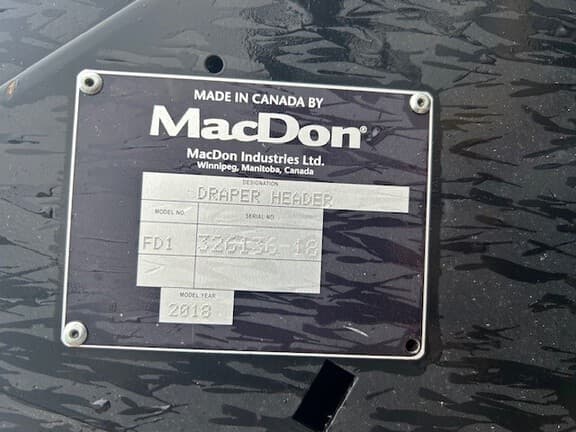 MADE IN CANADA BY
MacDon®
MacDon Industries Ltd.
Winnipeg, Manitoba, Canada
DESIGNATION
DRAPER HEADER
MODEL NO. SERIAL NO.
FD1 326136-18
MODEL YEAR
2018